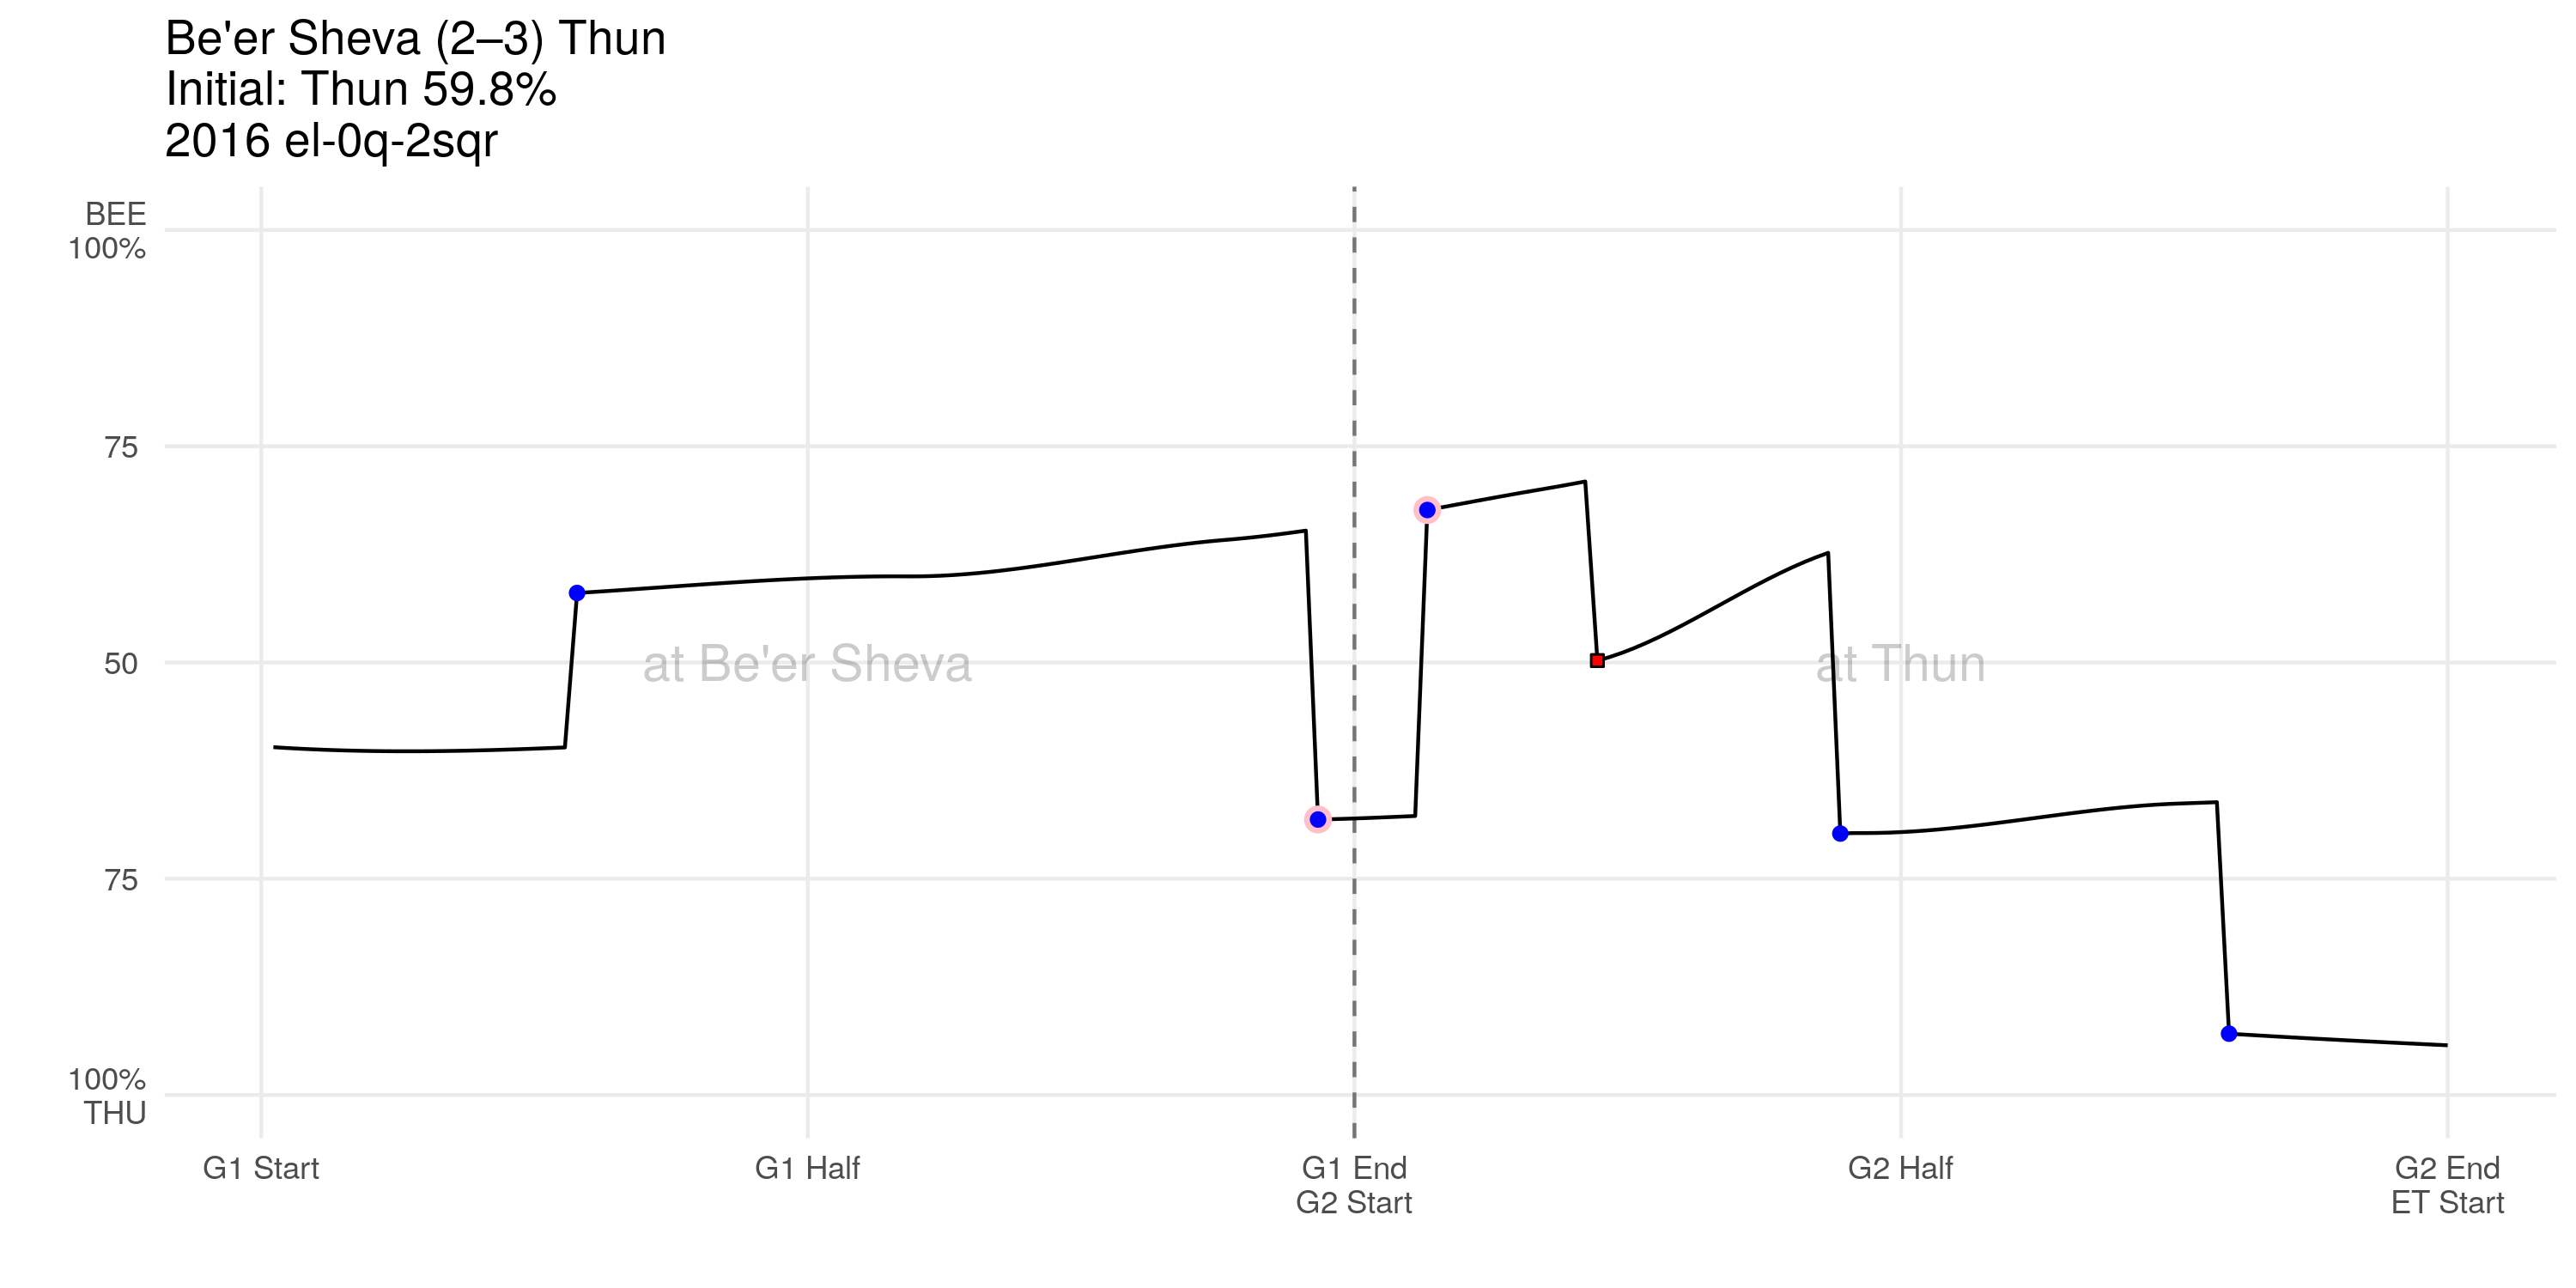 Be'er Sheva (2–3) Thun
Initial: Thun 59.8%
2016 el-0q-2sqr
BEE
100%
75
50
75
100%
THU
at Be'er Sheva
at Thun
G1 Start
G1 Half
G1 End
G2 Start
G2 Half
G2 End
ET Start